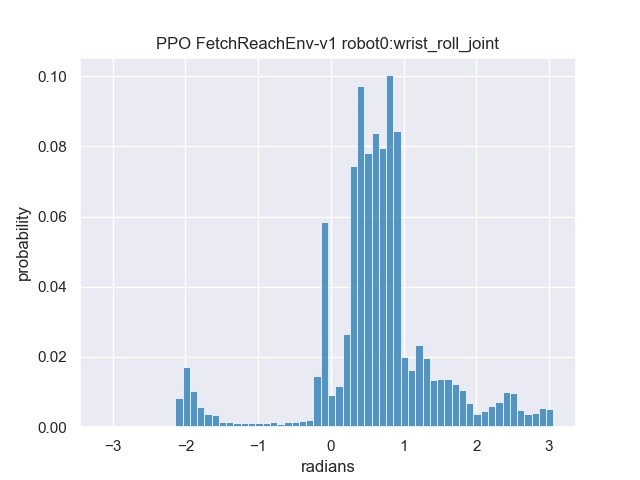 PPO FetchReachEnv-v1 robot0:wrist_roll_joint
0.10
0.08
0.06
0.04
0.02
0.00
probability
−3 −2 −1 0 1 2 3
radians